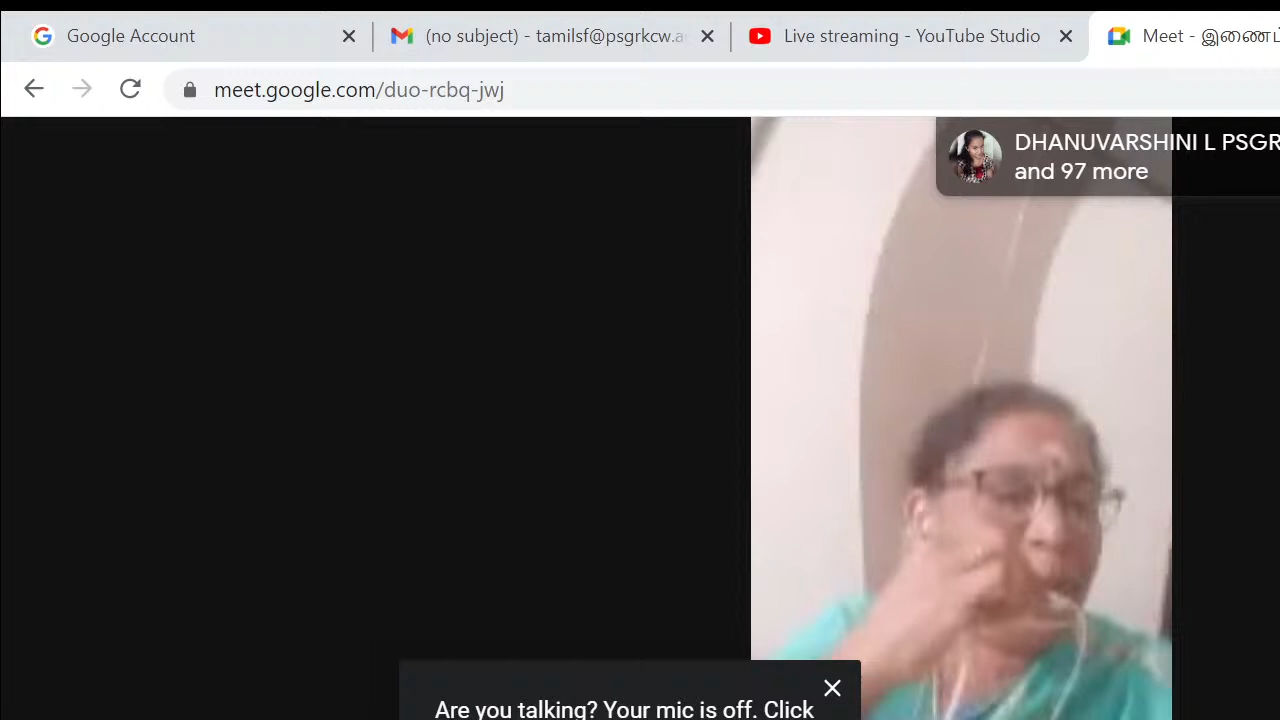 Google Account
(no subject) - tamilsf@psgrkcw.a
Live streaming - YouTube Studio
Meet - இணைப்
meet.google.com/duo-rcbq-jwj
DHANUVARSHINI L PSGR
and 97 more
Are you talking? Your mic is off. Click